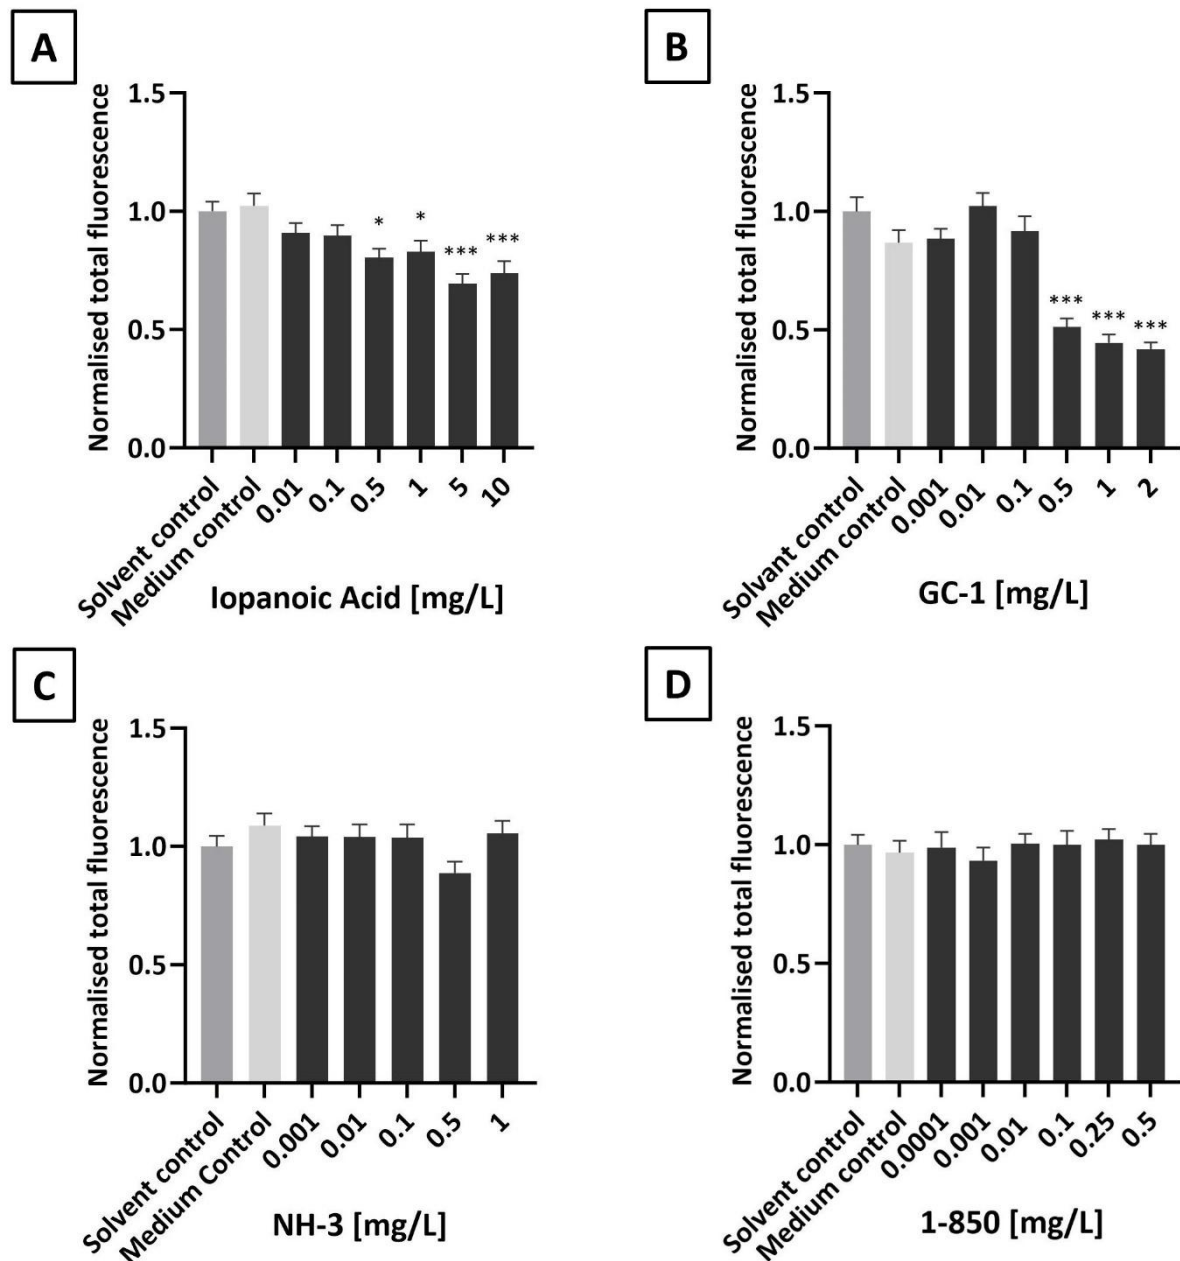 A
Normalised total fluorescence
1.5
1.0
0.5
0.0
* * *** ***
Solvent control
Medium control
0.01
0.1
0.5
1
5
10
Iopanoic Acid [mg/L]
B
Normalised total fluorescence
1.5
1.0
0.5
0.0
*** *** ***
Solvant control
Medium control
0.001
0.01
0.1
0.5
1
2
GC-1 [mg/L]
C
Normalised total fluorescence
1.5
1.0
0.5
0.0
Solvent control
Medium Control
0.001
0.01
0.1
0.5
1
NH-3 [mg/L]
D
Normalised total fluorescence
1.5
1.0
0.5
0.0
Solvent control
Medium control
0.0001
0.001
0.01
0.1
0.25
0.5
1-850 [mg/L]